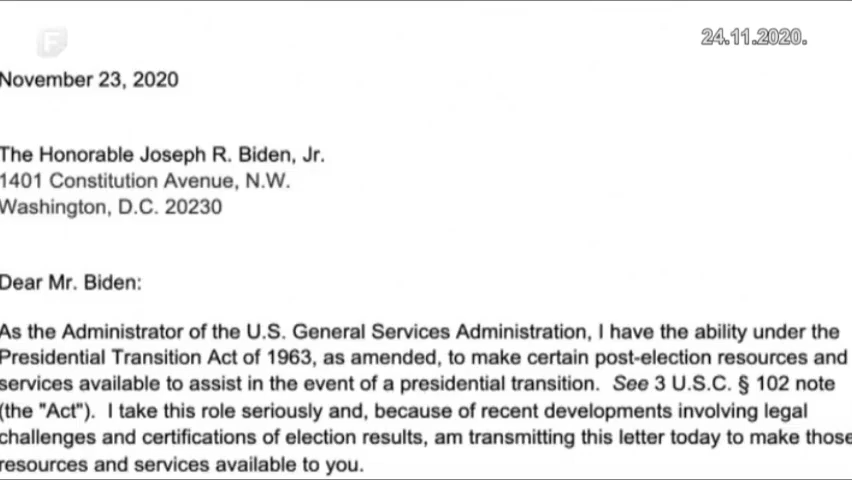 F
24.11.2020.
November 23, 2020
The Honorable Joseph R. Biden, Jr.
1401 Constitution Avenue, N.W.
Washington, D.C. 20230
Dear Mr. Biden:
As the Administrator of the U.S. General Services Administration, I have the ability under the
Presidential Transition Act of 1963, as amended, to make certain post-election resources and
services available to assist in the event of a presidential transition. See 3 U.S.C. § 102 note
(the "Act"). I take this role seriously and, because of recent developments involving legal
challenges and certifications of election results, am transmitting this letter today to make those
resources and services available to you.